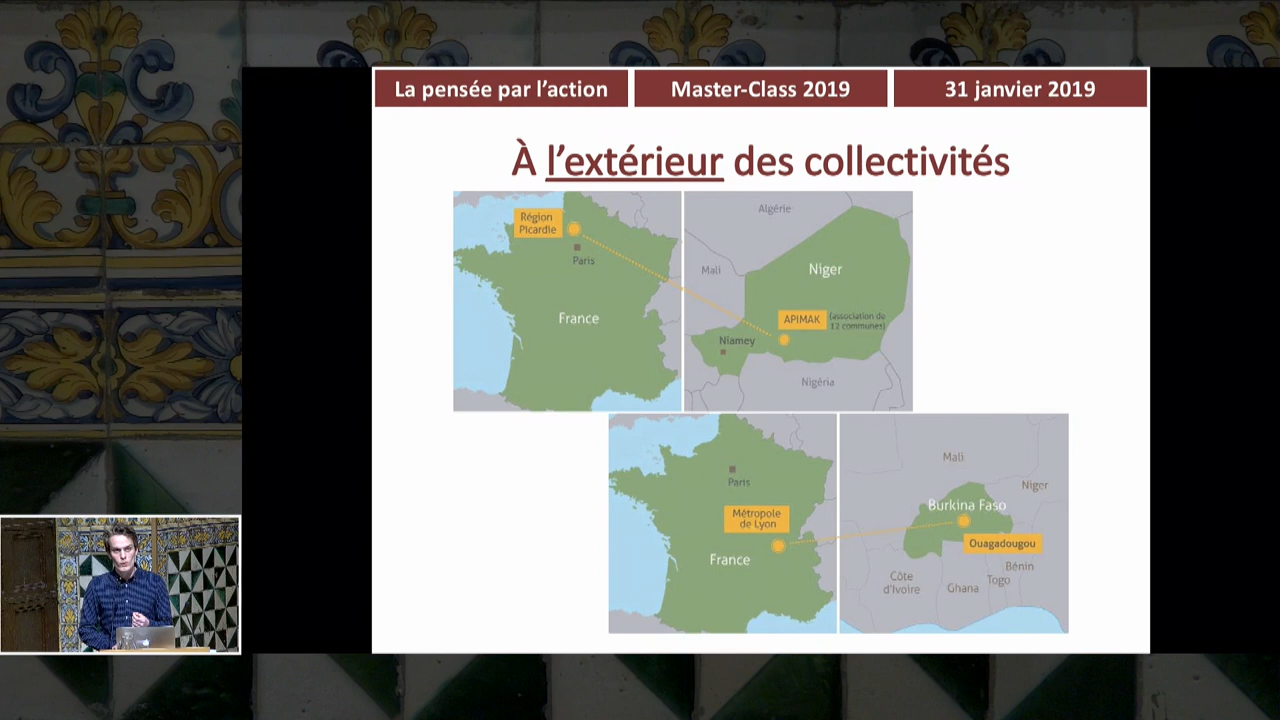 La pensée par l'action
Master-Class 2019
31 janvier 2019
À l'extérieur des collectivités
Région
Picardie
Paris
France
Algérie
Mali
Niger
APIMAK
(association de
12 communes)
Niamey
Nigéria
Paris
Métropole
de Lyon
France
Mali
Niger
Burkina Faso
Ouagadougou
Côte
d'Ivoire
Ghana
Togo
Bénin